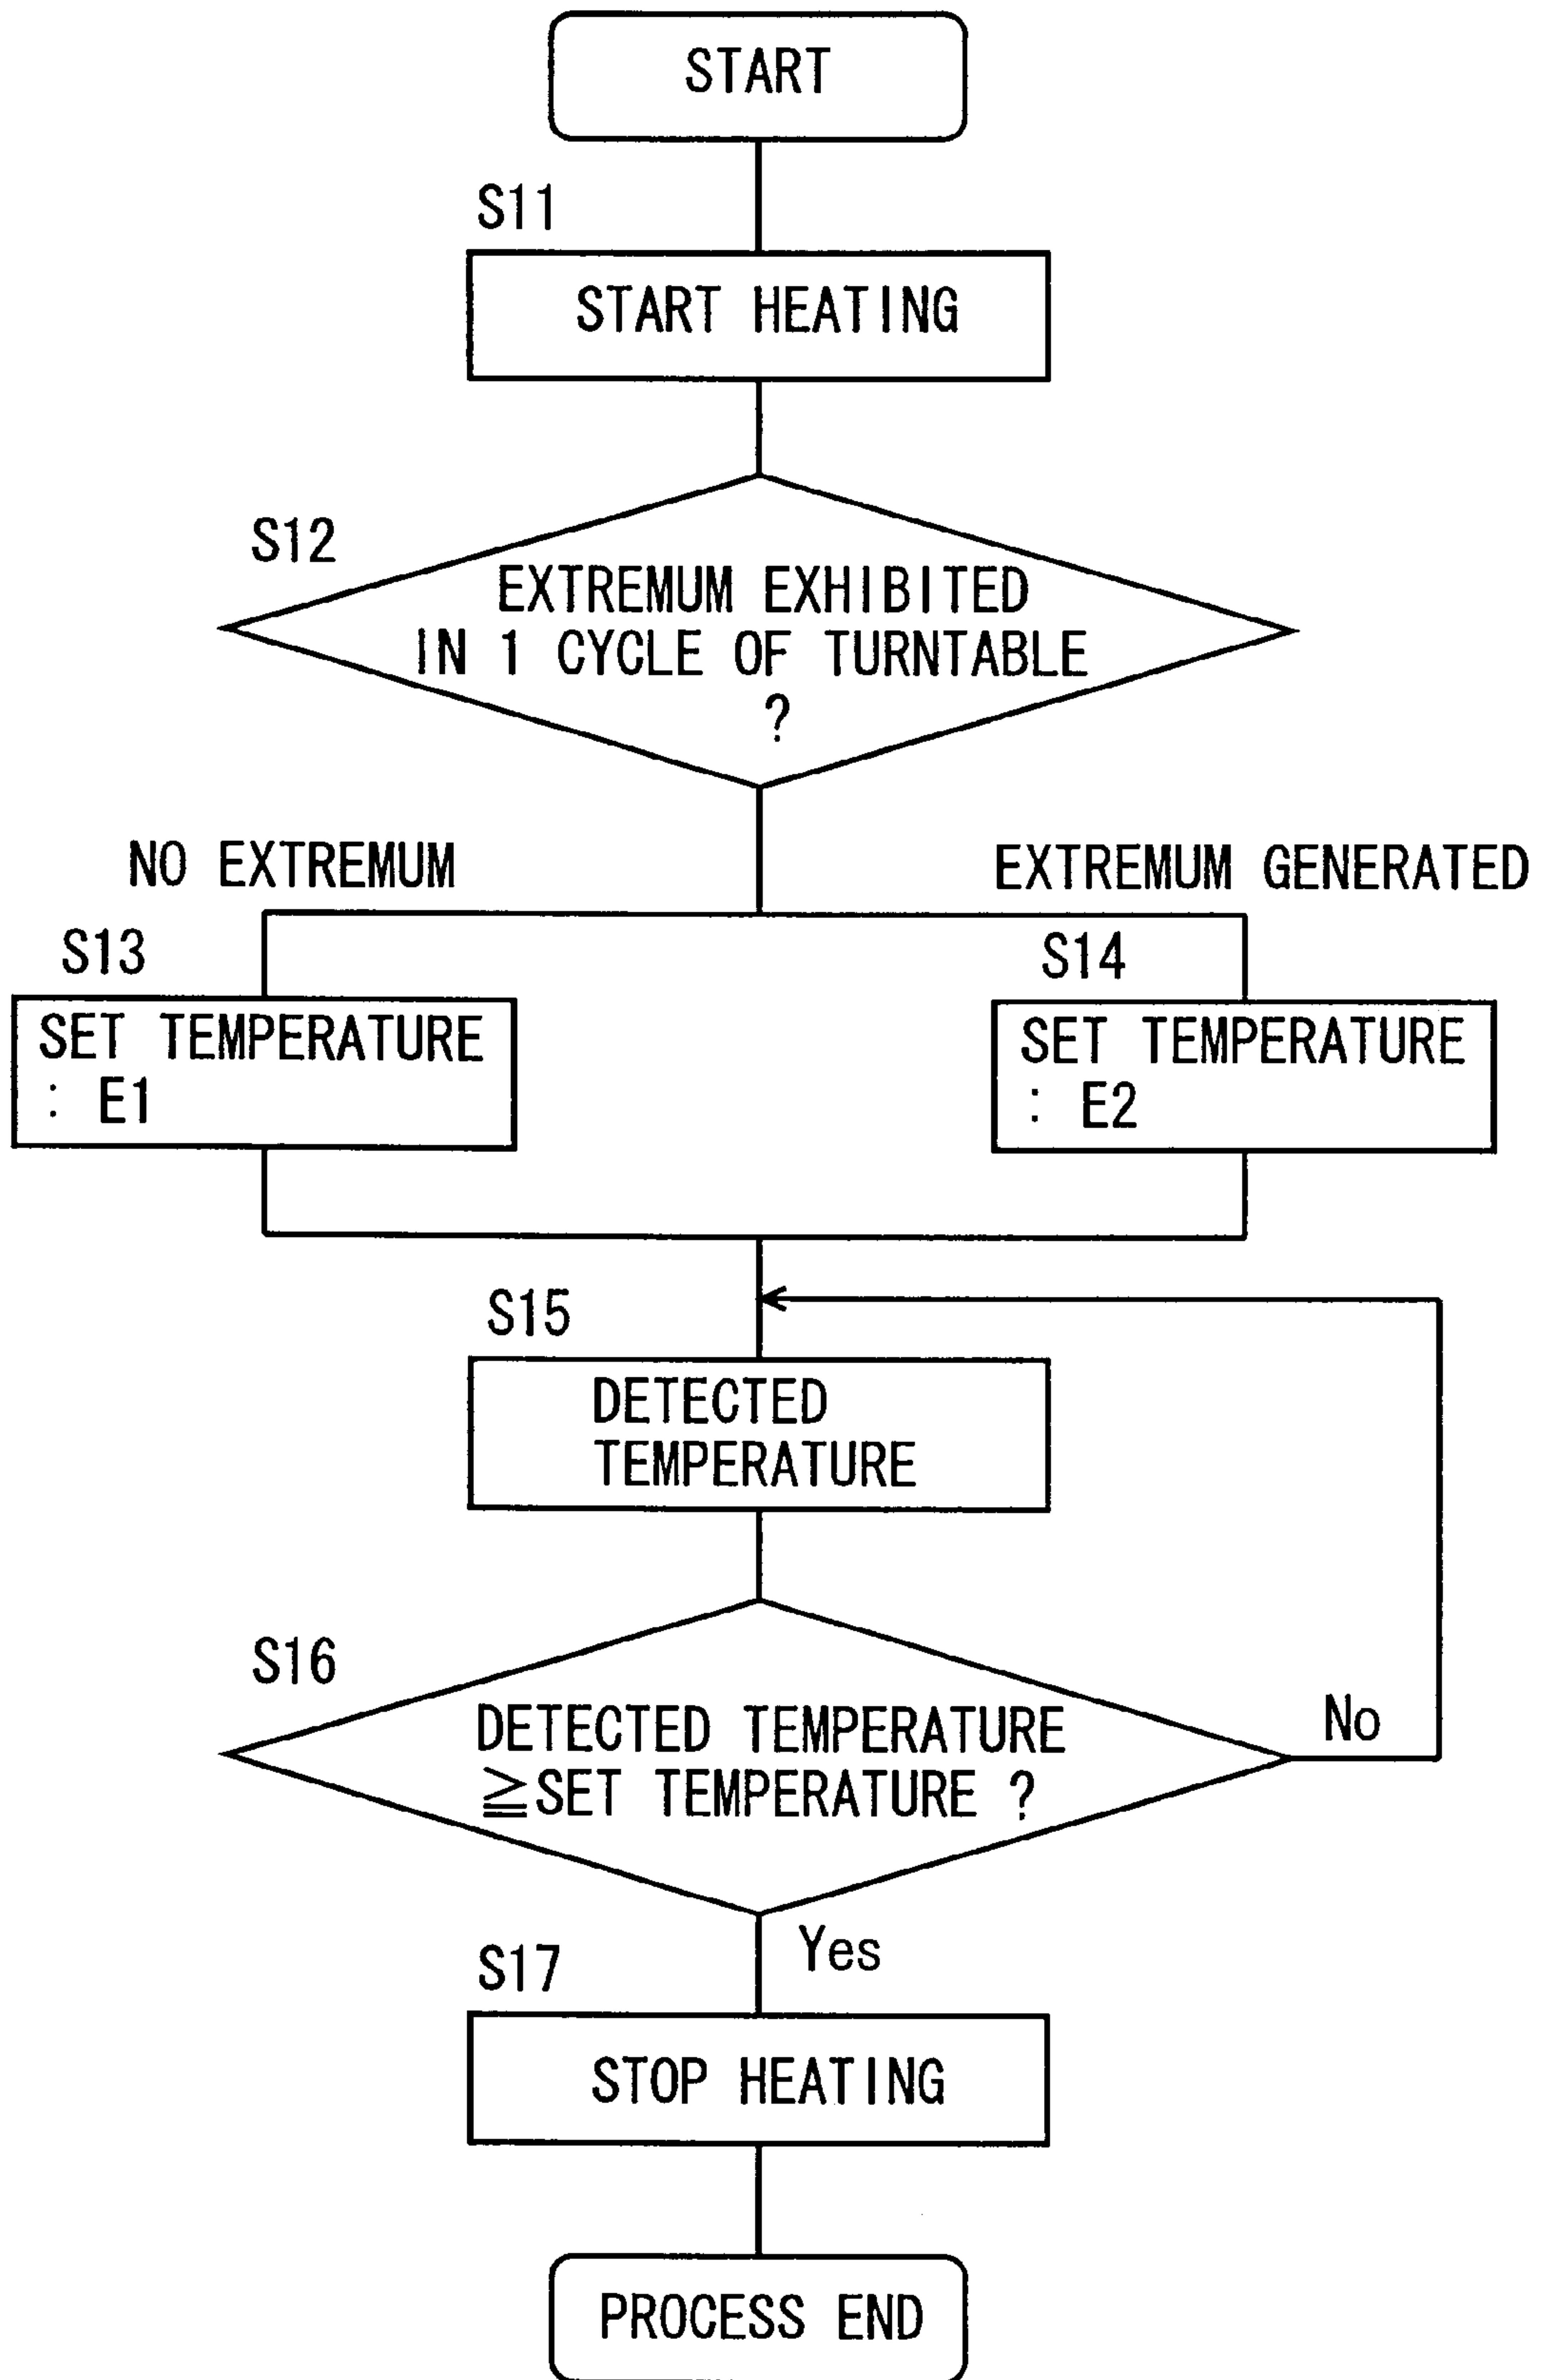 START
S11
START HEATING
S12
EXTREMUM EXHIBITED
IN 1 CYCLE OF TURNTABLE
?
NO EXTREMUM
EXTREMUM GENERATED
S13
SET TEMPERATURE
: E1
S14
SET TEMPERATURE
: E2
S15
DETECTED
TEMPERATURE
S16
DETECTED TEMPERATURE
≧SET TEMPERATURE ?
No
Yes
S17
STOP HEATING
PROCESS END